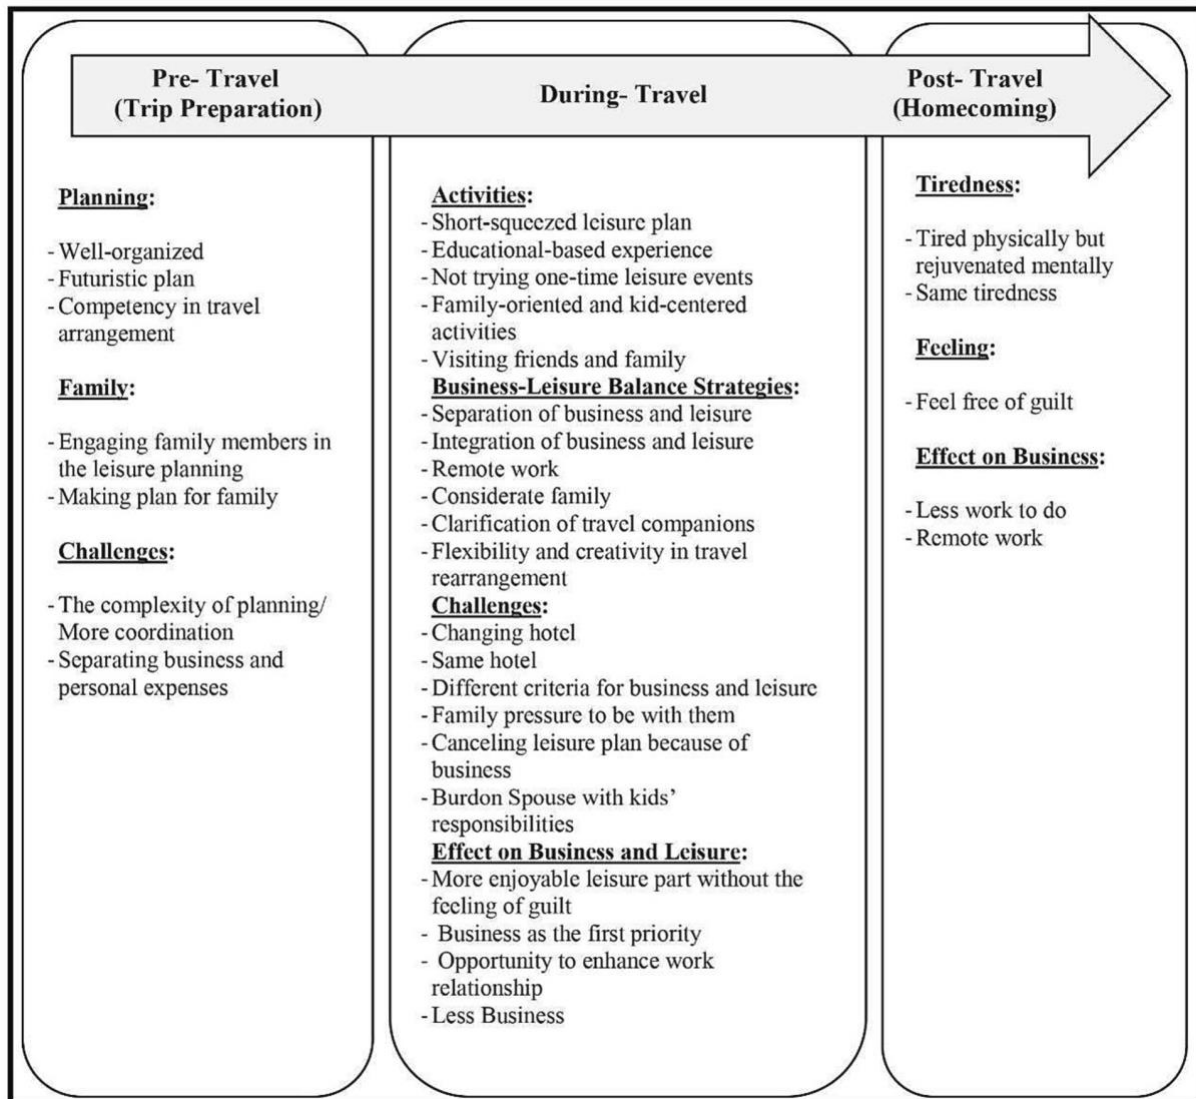 Pre- Travel
(Trip Preparation)
During- Travel
Post- Travel
(Homecoming)
Planning:
- Well-organized
- Futuristic plan
- Competency in travel
arrangement
Family:
- Engaging family members in
the leisure planning
- Making plan for family
Challenges:
- The complexity of planning/
More coordination
- Separating business and
personal expenses
Activities:
- Short-squeezed leisure plan
- Educational-based experience
- Not trying one-time leisure events
- Family-oriented and kid-centered
activities
- Visiting friends and family
Business-Leisure Balance Strategies:
- Separation of business and leisure
- Integration of business and leisure
- Remote work
- Considerate family
- Clarification of travel companions
- Flexibility and creativity in travel
rearrangement
Challenges:
- Changing hotel
- Same hotel
- Different criteria for business and leisure
- Family pressure to be with them
- Canceling leisure plan because of
business
- Burdon Spouse with kids’
responsibilities
Effect on Business and Leisure:
- More enjoyable leisure part without the
feeling of guilt
- Business as the first priority
- Opportunity to enhance work
relationship
- Less Business
Tiredness:
- Tired physically but
rejuvenated mentally
- Same tiredness
Feeling:
- Feel free of guilt
Effect on Business:
- Less work to do
- Remote work